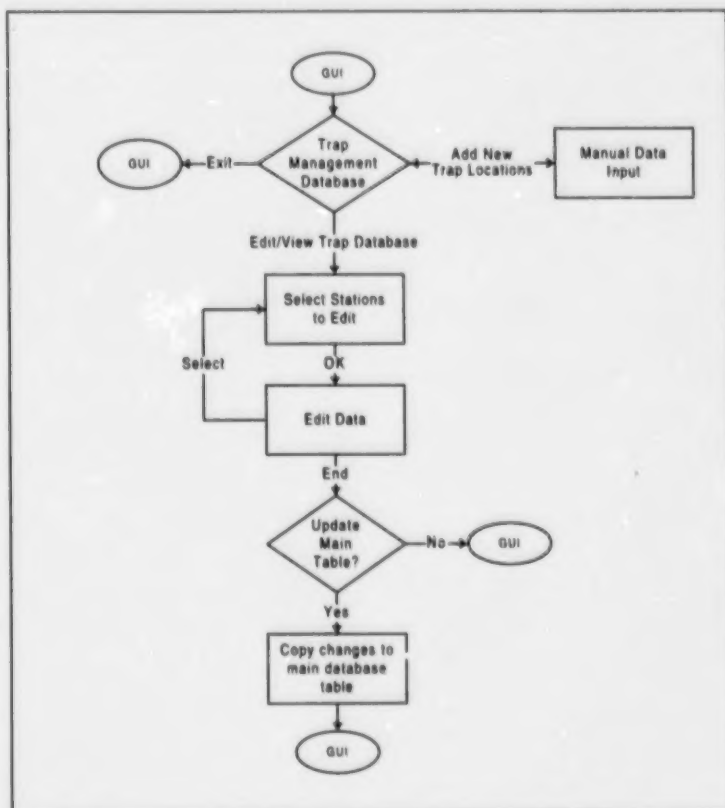 GUI
Trap
Management
Database
GUI
Exit
Add New
Trap Locations
Manual Data
Input
Edit/View Trap Database
Select Stations
to Edit
Select
OK
Edit Data
End
Update
Main
Table?
No
GUI
Yes
Copy changes to
main database
table
GUI